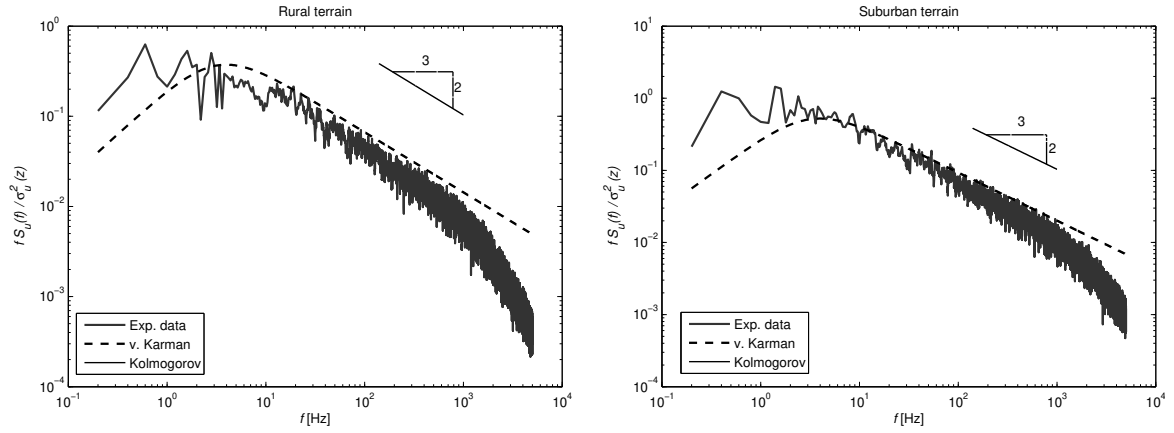 Rural terrain
10^0
10^-1
10^-2
10^-3
10^-4
f S_u(f) / σ_u^2 (z)
3
2
Exp. data
v. Karman
Kolmogorov
10^-1 10^0 10^1 10^2 10^3 10^4
f [Hz]
Suburban terrain
10^1
10^0
10^-1
10^-2
10^-3
10^-4
f S_u(f) / σ_u^2 (z)
3
2
Exp. data
v. Karman
Kolmogorov
10^-1 10^0 10^1 10^2 10^3 10^4
f [Hz]